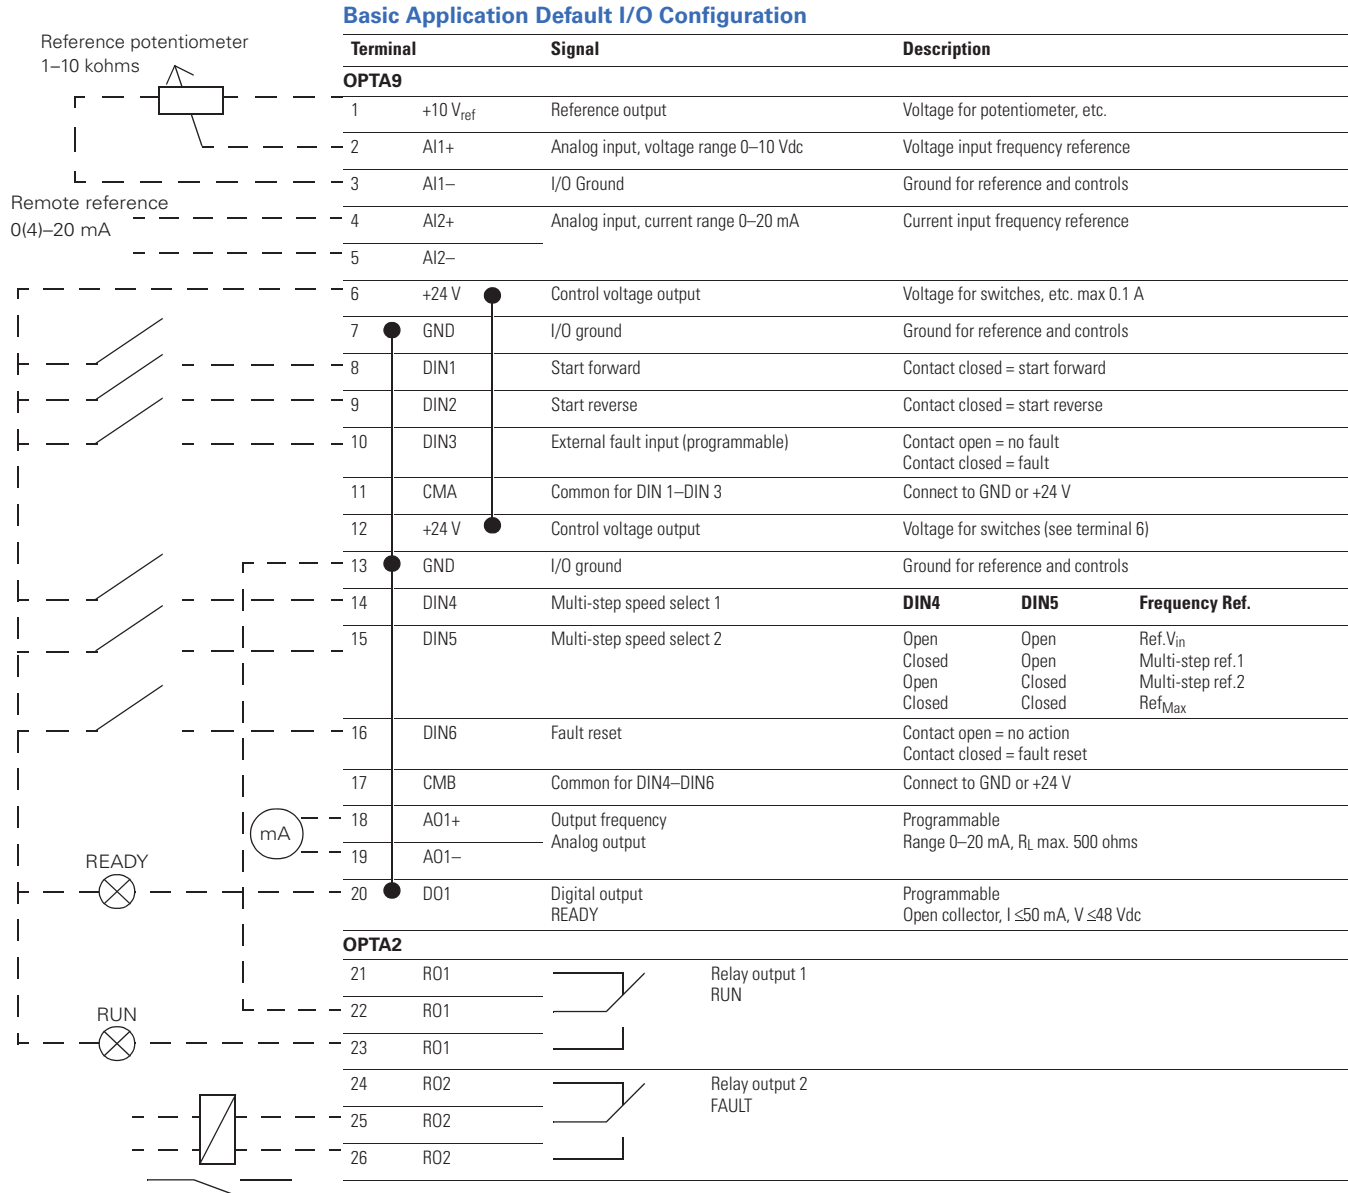 Basic Application Default I/O Configuration
Reference potentiometer
1–10 kohms
Terminal Signal Description
OPTA9
1 +10 Vref Reference output Voltage for potentiometer, etc.
2 AI1+ Analog input, voltage range 0–10 Vdc Voltage input frequency reference
3 AI1– I/O Ground Ground for reference and controls
Remote reference
0(4)–20 mA
4 AI2+ Analog input, current range 0–20 mA Current input frequency reference
5 AI2–
6 +24 V Control voltage output Voltage for switches, etc. max 0.1 A
7 GND I/O ground Ground for reference and controls
8 DIN1 Start forward Contact closed = start forward
9 DIN2 Start reverse Contact closed = start reverse
10 DIN3 External fault input (programmable) Contact open = no fault
Contact closed = fault
11 CMA Common for DIN 1–DIN 3 Connect to GND or +24 V
12 +24 V Control voltage output Voltage for switches (see terminal 6)
13 GND I/O ground Ground for reference and controls
14 DIN4 Multi-step speed select 1 DIN4 DIN5 Frequency Ref.
15 DIN5 Multi-step speed select 2 Open Open Ref.Vin
Closed Open Multi-step ref.1
Open Closed Multi-step ref.2
Closed Closed RefMax
16 DIN6 Fault reset Contact open = no action
Contact closed = fault reset
17 CMB Common for DIN4–DIN6 Connect to GND or +24 V
mA
18 AO1+ Output frequency Programmable
Analog output Range 0–20 mA, RL max. 500 ohms
19 AO1–
READY
20 DO1 Digital output Programmable
READY Open collector, I ≤50 mA, V ≤48 Vdc
OPTA2
21 RO1 Relay output 1
RUN
22 RO1
RUN
23 RO1
24 RO2 Relay output 2
FAULT
25 RO2
26 RO2